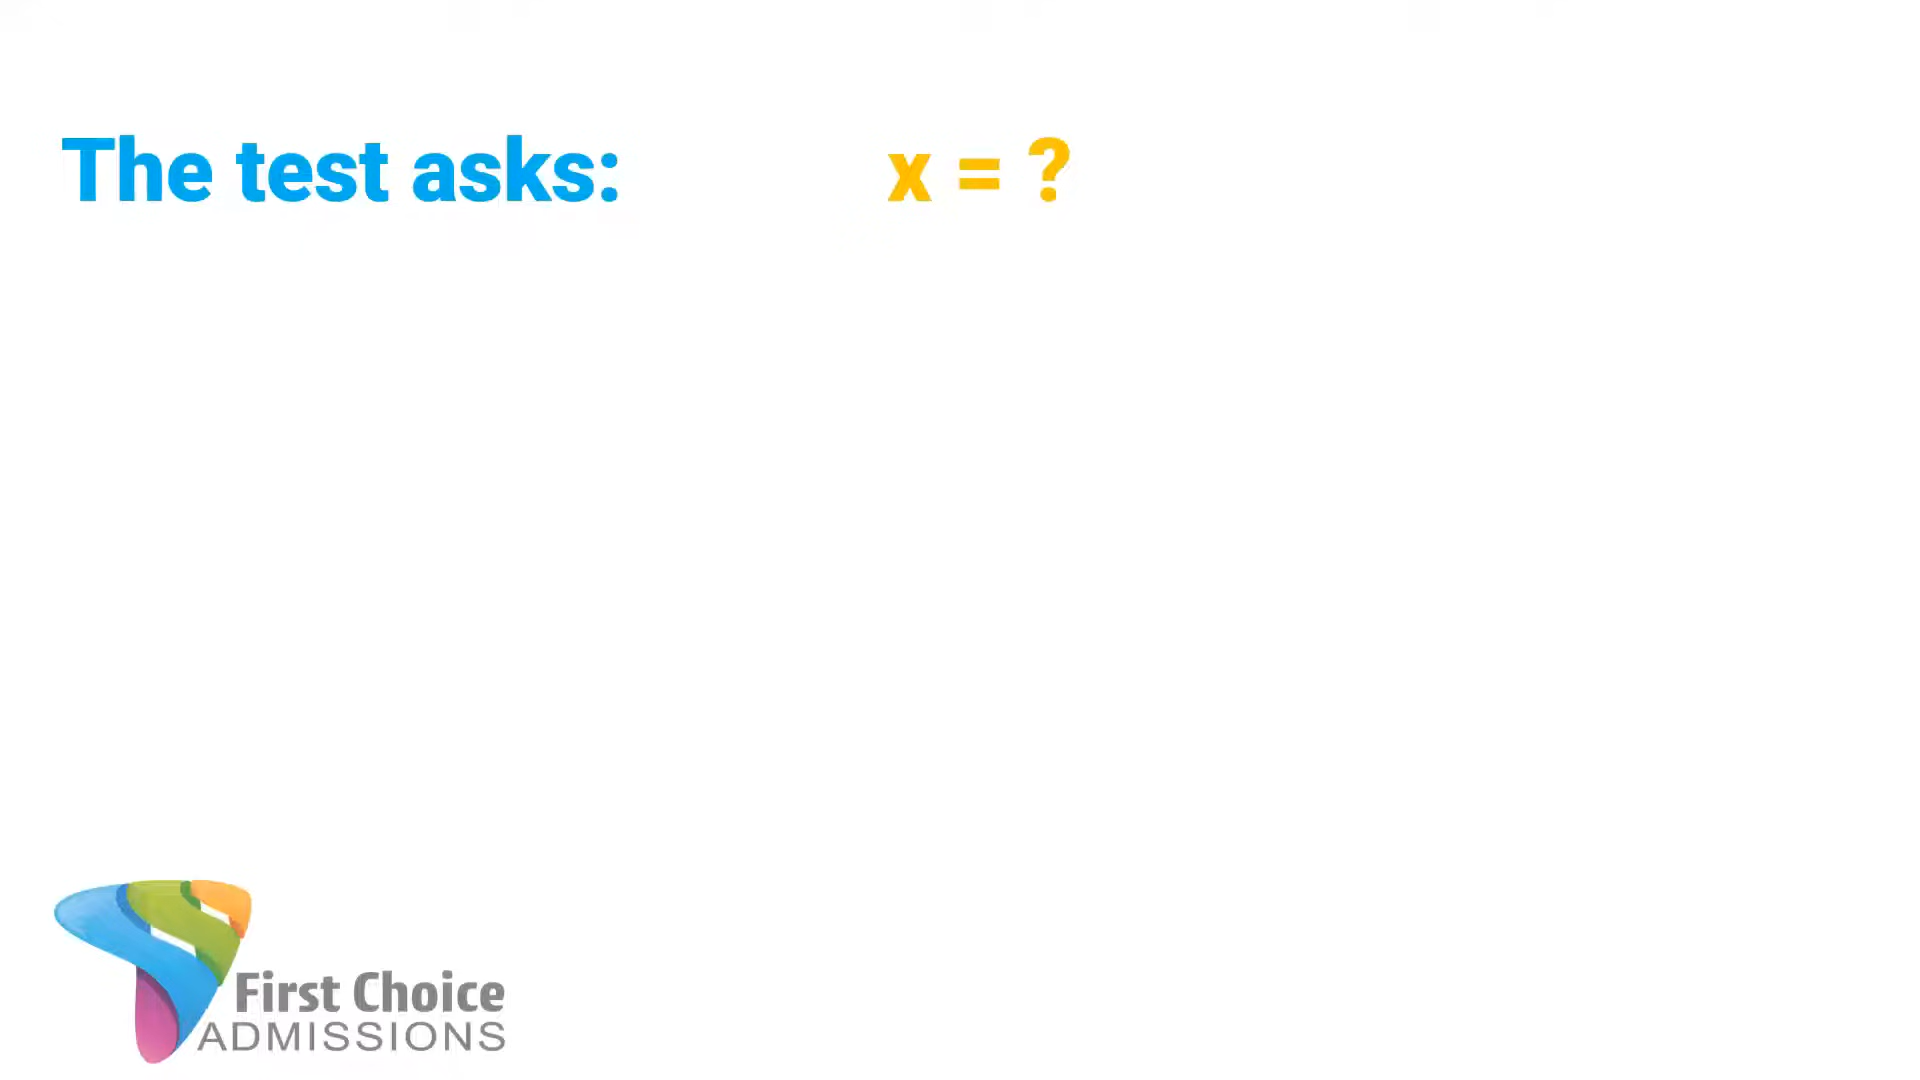 The test asks: x = ?
First Choice
ADMISSIONS